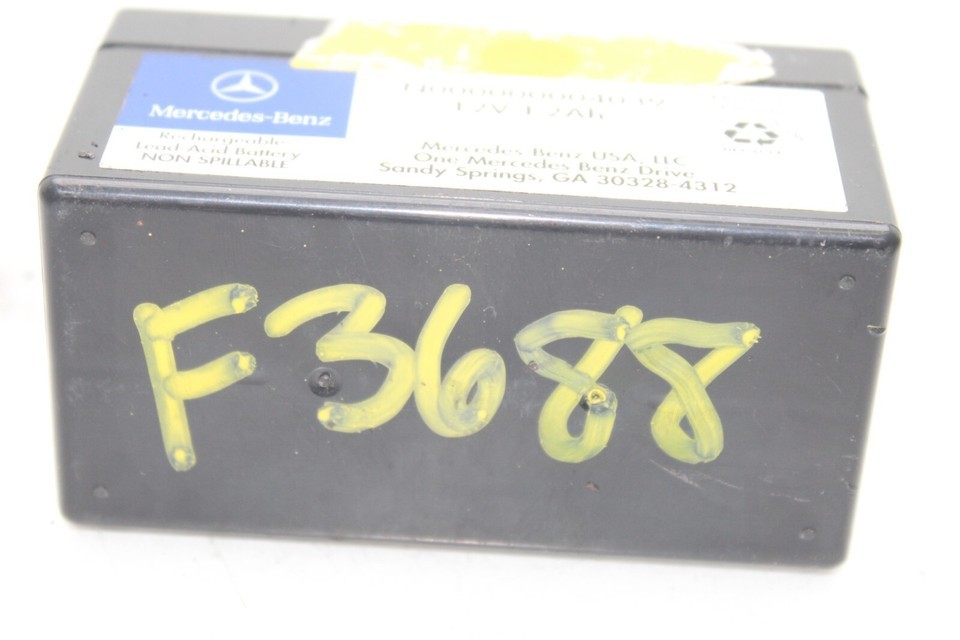 Mercedes-Benz
Rechargeable
Lead Acid Battery
NON SPILLABLE
12V 1.2Ah
Mercedes-Benz USA, LLC
One Mercedes Benz Drive
Sandy Springs, GA 30328-4312
F3688